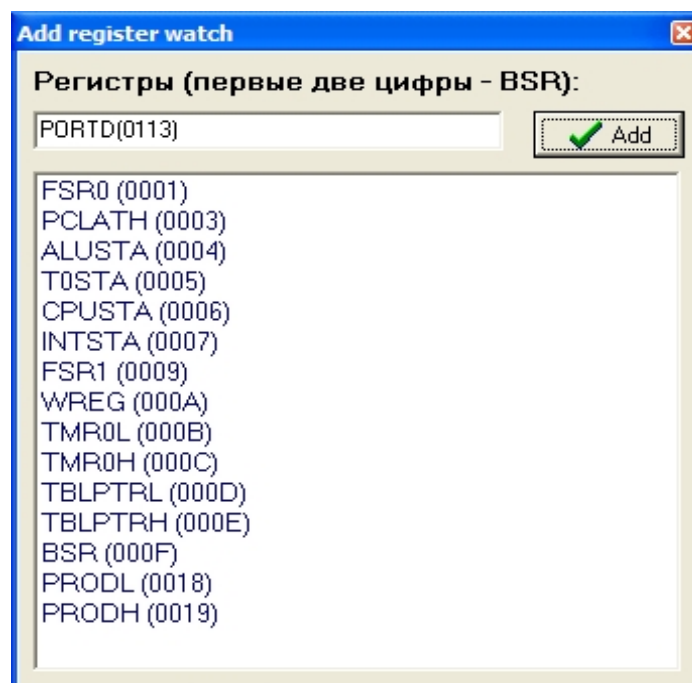 Add register watch
Регистры (первые две цифры - BSR):
PORTD(0113)
Add
FSR0 (0001)
PCLATH (0003)
ALUSTA (0004)
T0STA (0005)
CPUSTA (0006)
INTSTA (0007)
FSR1 (0009)
WREG (000A)
TMR0L (000B)
TMR0H (000C)
TBLPTRL (000D)
TBLPTRH (000E)
BSR (000F)
PRODL (0018)
PRODH (0019)